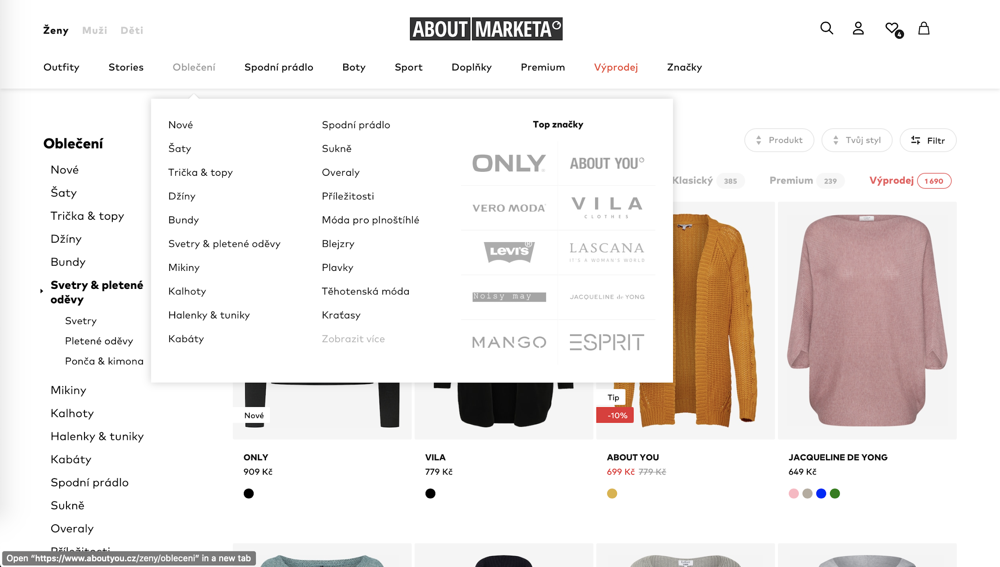 Ženy Muži Děti
ABOUT MARKETA
4
Outfity Stories Oblečení Spodní prádlo Boty Sport Doplňky Premium Výprodej Značky
Oblečení
Nové
Šaty
Trička & topy
Džíny
Bundy
Svetry & pletené
oděvy
Svetry
Pletené oděvy
Ponča & kimona
Mikiny
Kalhoty
Halenky & tuniky
Kabáty
Spodní prádlo
Sukně
Overaly
Příležitosti
Nové
Šaty
Trička & topy
Džíny
Bundy
Svetry & pletené oděvy
Mikiny
Kalhoty
Halenky & tuniky
Kabáty
Spodní prádlo
Sukně
Overaly
Příležitosti
Móda pro plnoštíhlé
Blejzry
Plavky
Těhotenská móda
Kraťasy
Zobrazit více
Top značky
ONLY®
ABOUT YOU
VERO MODA
VILA
CLOTHES
LEVI'S®
LASCANA
IT'S A WOMAN'S WORLD
Noisy may
JACQUELINE de YONG
MANGO
ESPRIT
Produkt Tvůj styl Filtr
Klasický 385 Premium 239 Výprodej 1 690
Nové
Tip
-10%
ONLY
909 Kč
VILA
779 Kč
ABOUT YOU
699 Kč 779 Kč
JACQUELINE DE YONG
649 Kč
Open “https://www.aboutyou.cz/zeny/obleceni” in a new tab